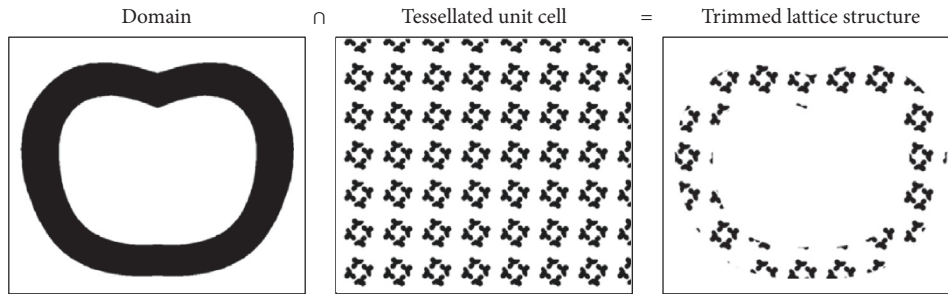 Domain ∩ Tessellated unit cell = Trimmed lattice structure